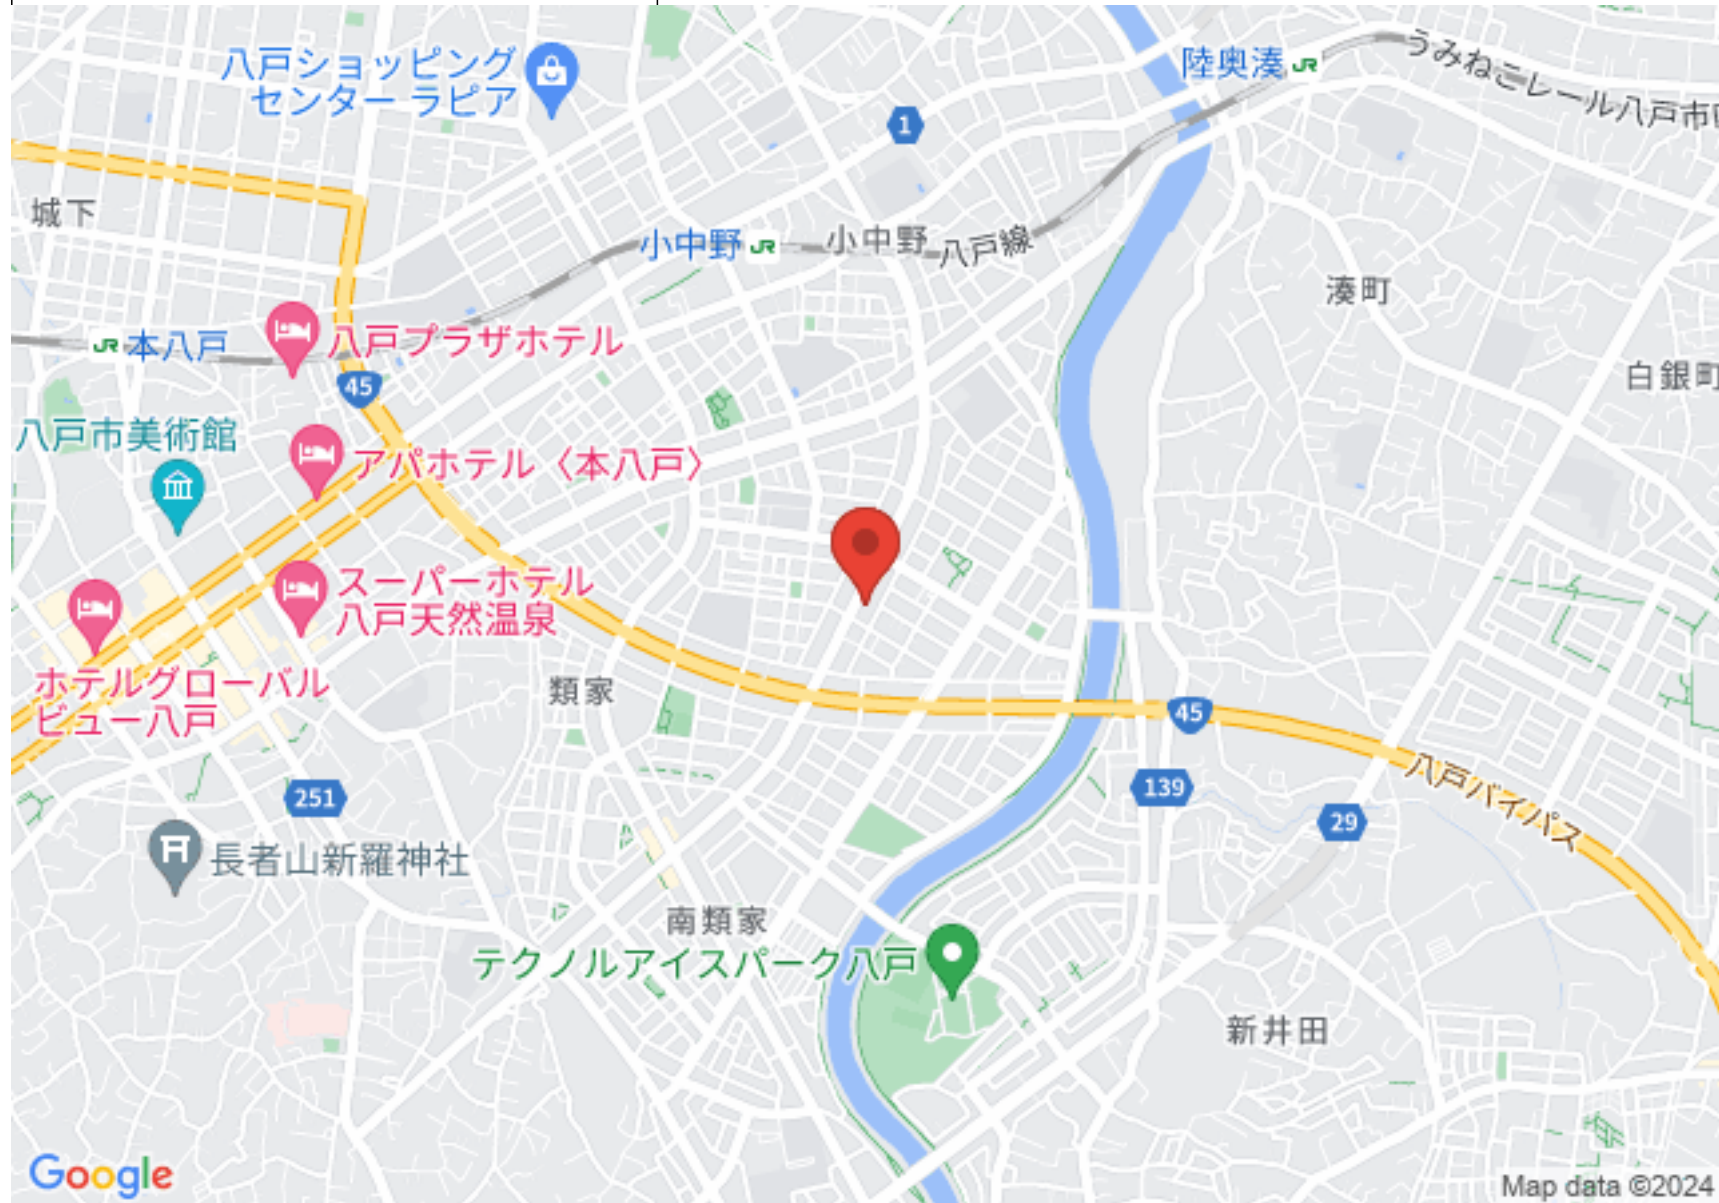 八戸ショッピング
センター ラピア
陸奥湊
JR
うみねこレール八戸市
1
城下
小中野
JR
小中野
八戸線
湊町
JR
本八戸
八戸プラザホテル
45
白銀町
八戸市美術館
アパホテル〈本八戸〉
スーパーホテル
八戸天然温泉
ホテルグローバル
ビュー八戸
類家
45
251
139
29
八戸バイパス
長者山新羅神社
南類家
テクノルアイスパーク八戸
新井田
Google
Map data ©2024